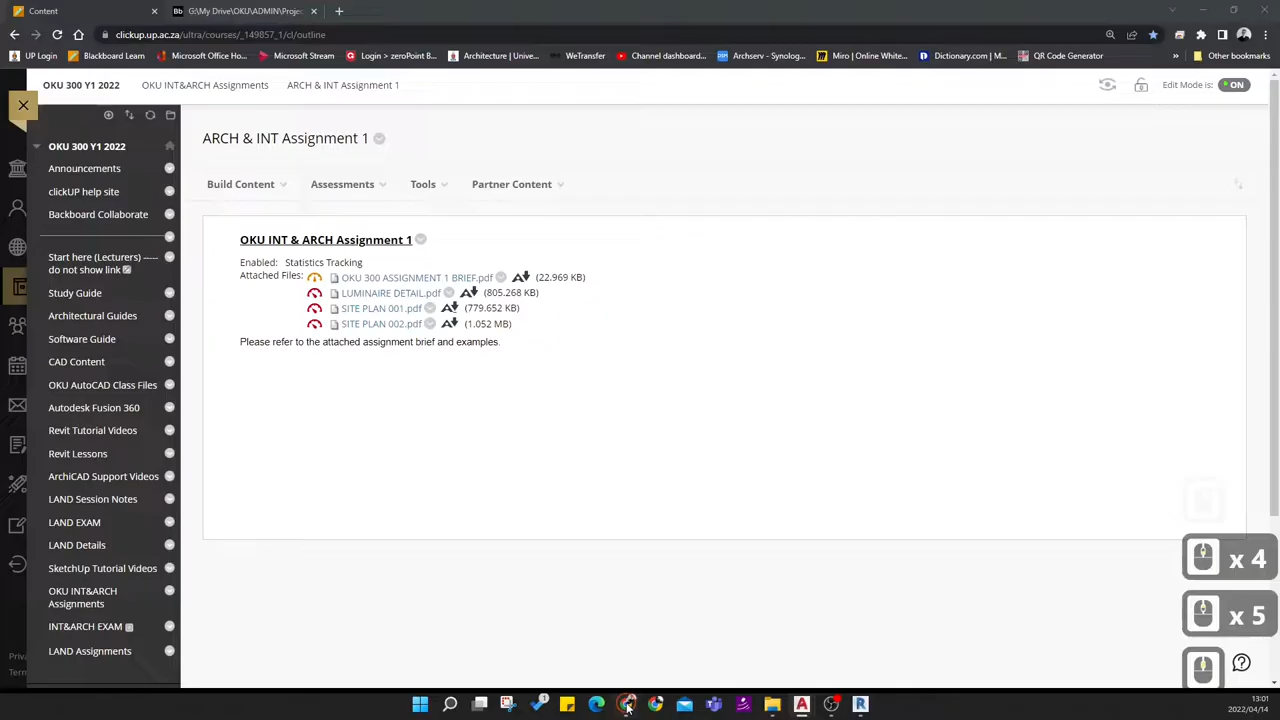 Content
G:\My Drive\OKU\ADMIN\Projec
clickup.up.ac.za/ultra/courses/_149857_1/cl/outline
UP Login
Blackboard Learn
Microsoft Office Ho...
Microsoft Stream
Login > zeroPoint B...
Architecture | Unive...
WeTransfer
Channel dashboard...
Archserv - Synolog...
Miro | Online White...
Dictionary.com | M...
QR Code Generator
Other bookmarks
OKU 300 Y1 2022
OKU INT&ARCH Assignments
ARCH & INT Assignment 1
Edit Mode is:
ON
OKU 300 Y1 2022
Announcements
clickUP help site
Backboard Collaborate
Start here (Lecturers) -----
do not show link
Study Guide
Architectural Guides
Software Guide
CAD Content
OKU AutoCAD Class Files
Autodesk Fusion 360
Revit Tutorial Videos
Revit Lessons
ArchiCAD Support Videos
LAND Session Notes
LAND EXAM
LAND Details
SketchUp Tutorial Videos
OKU INT&ARCH
Assignments
INT&ARCH EXAM
LAND Assignments
Priv
Term
ARCH & INT Assignment 1
Build Content
Assessments
Tools
Partner Content
OKU INT & ARCH Assignment 1
Enabled: Statistics Tracking
Attached Files: OKU 300 ASSIGNMENT 1 BRIEF.pdf (22.969 KB)
LUMINAIRE DETAIL.pdf (805.268 KB)
SITE PLAN 001.pdf (779.652 KB)
SITE PLAN 002.pdf (1.052 MB)
Please refer to the attached assignment brief and examples.
x 4
x 5
13:01
2022/04/14